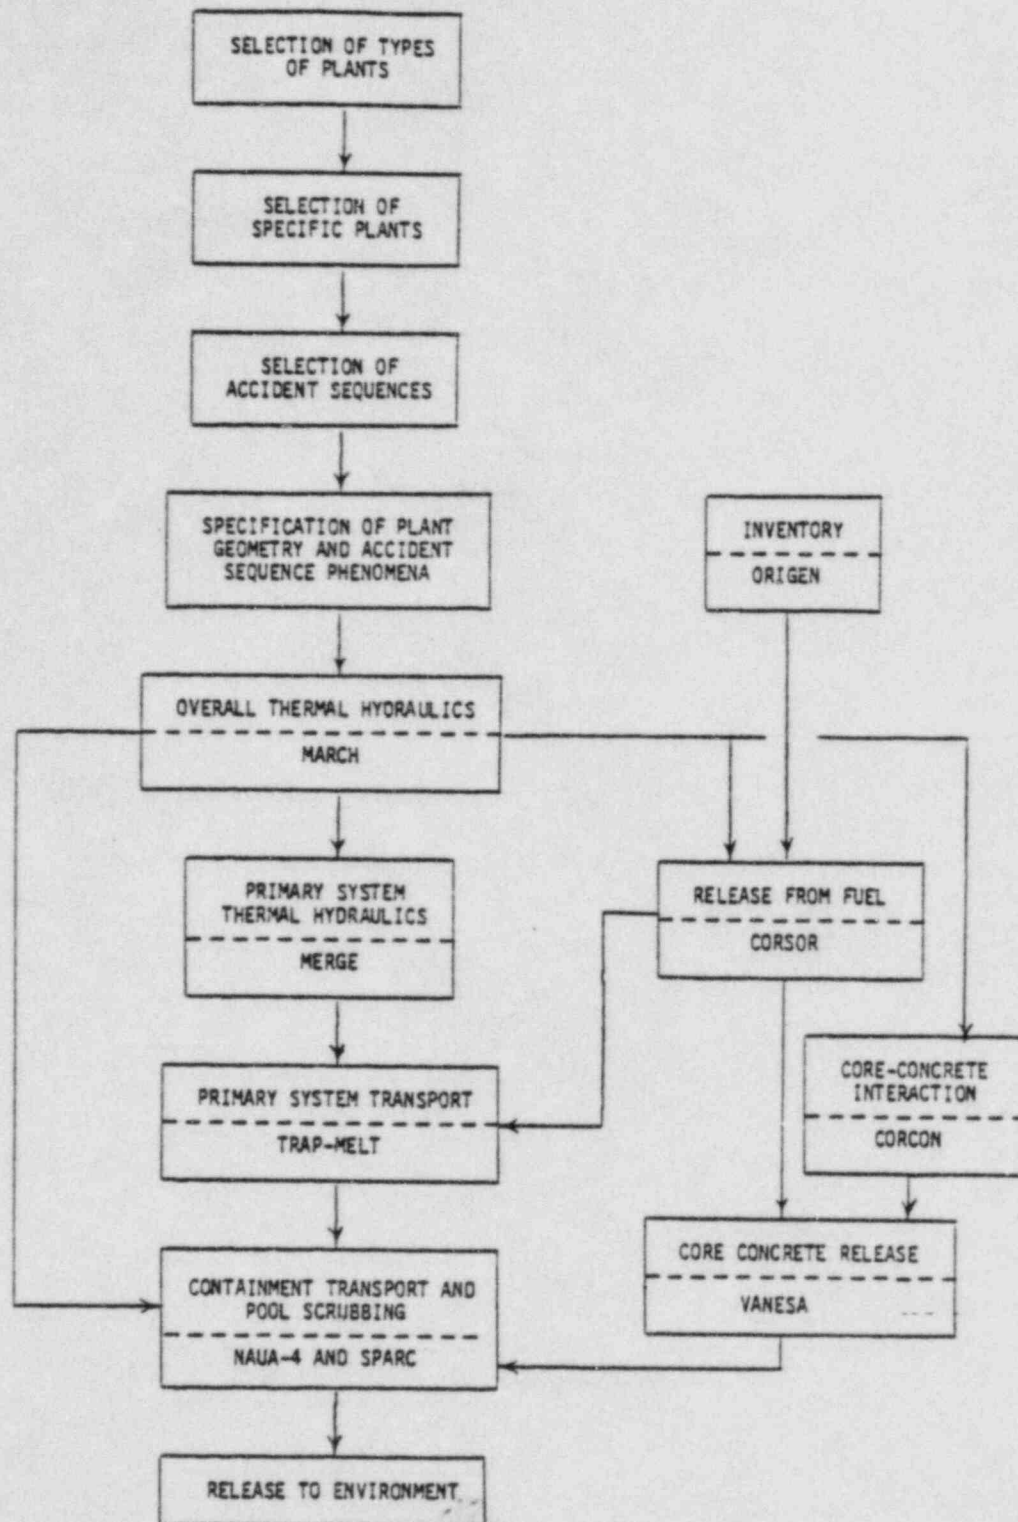 SELECTION OF TYPES
OF PLANTS
SELECTION OF
SPECIFIC PLANTS
SELECTION OF
ACCIDENT SEQUENCES
SPECIFICATION OF PLANT
GEOMETRY AND ACCIDENT
SEQUENCE PHENOMENA
INVENTORY
ORIGEN
OVERALL THERMAL HYDRAULICS
MARCH
PRIMARY SYSTEM
THERMAL HYDRAULICS
MERGE
RELEASE FROM FUEL
CORSOR
PRIMARY SYSTEM TRANSPORT
TRAP-MELT
CORE-CONCRETE
INTERACTION
CORCON
CONTAINMENT TRANSPORT AND
POOL SCRUBBING
NAUA-4 AND SPARC
CORE CONCRETE RELEASE
VANESA
RELEASE TO ENVIRONMENT